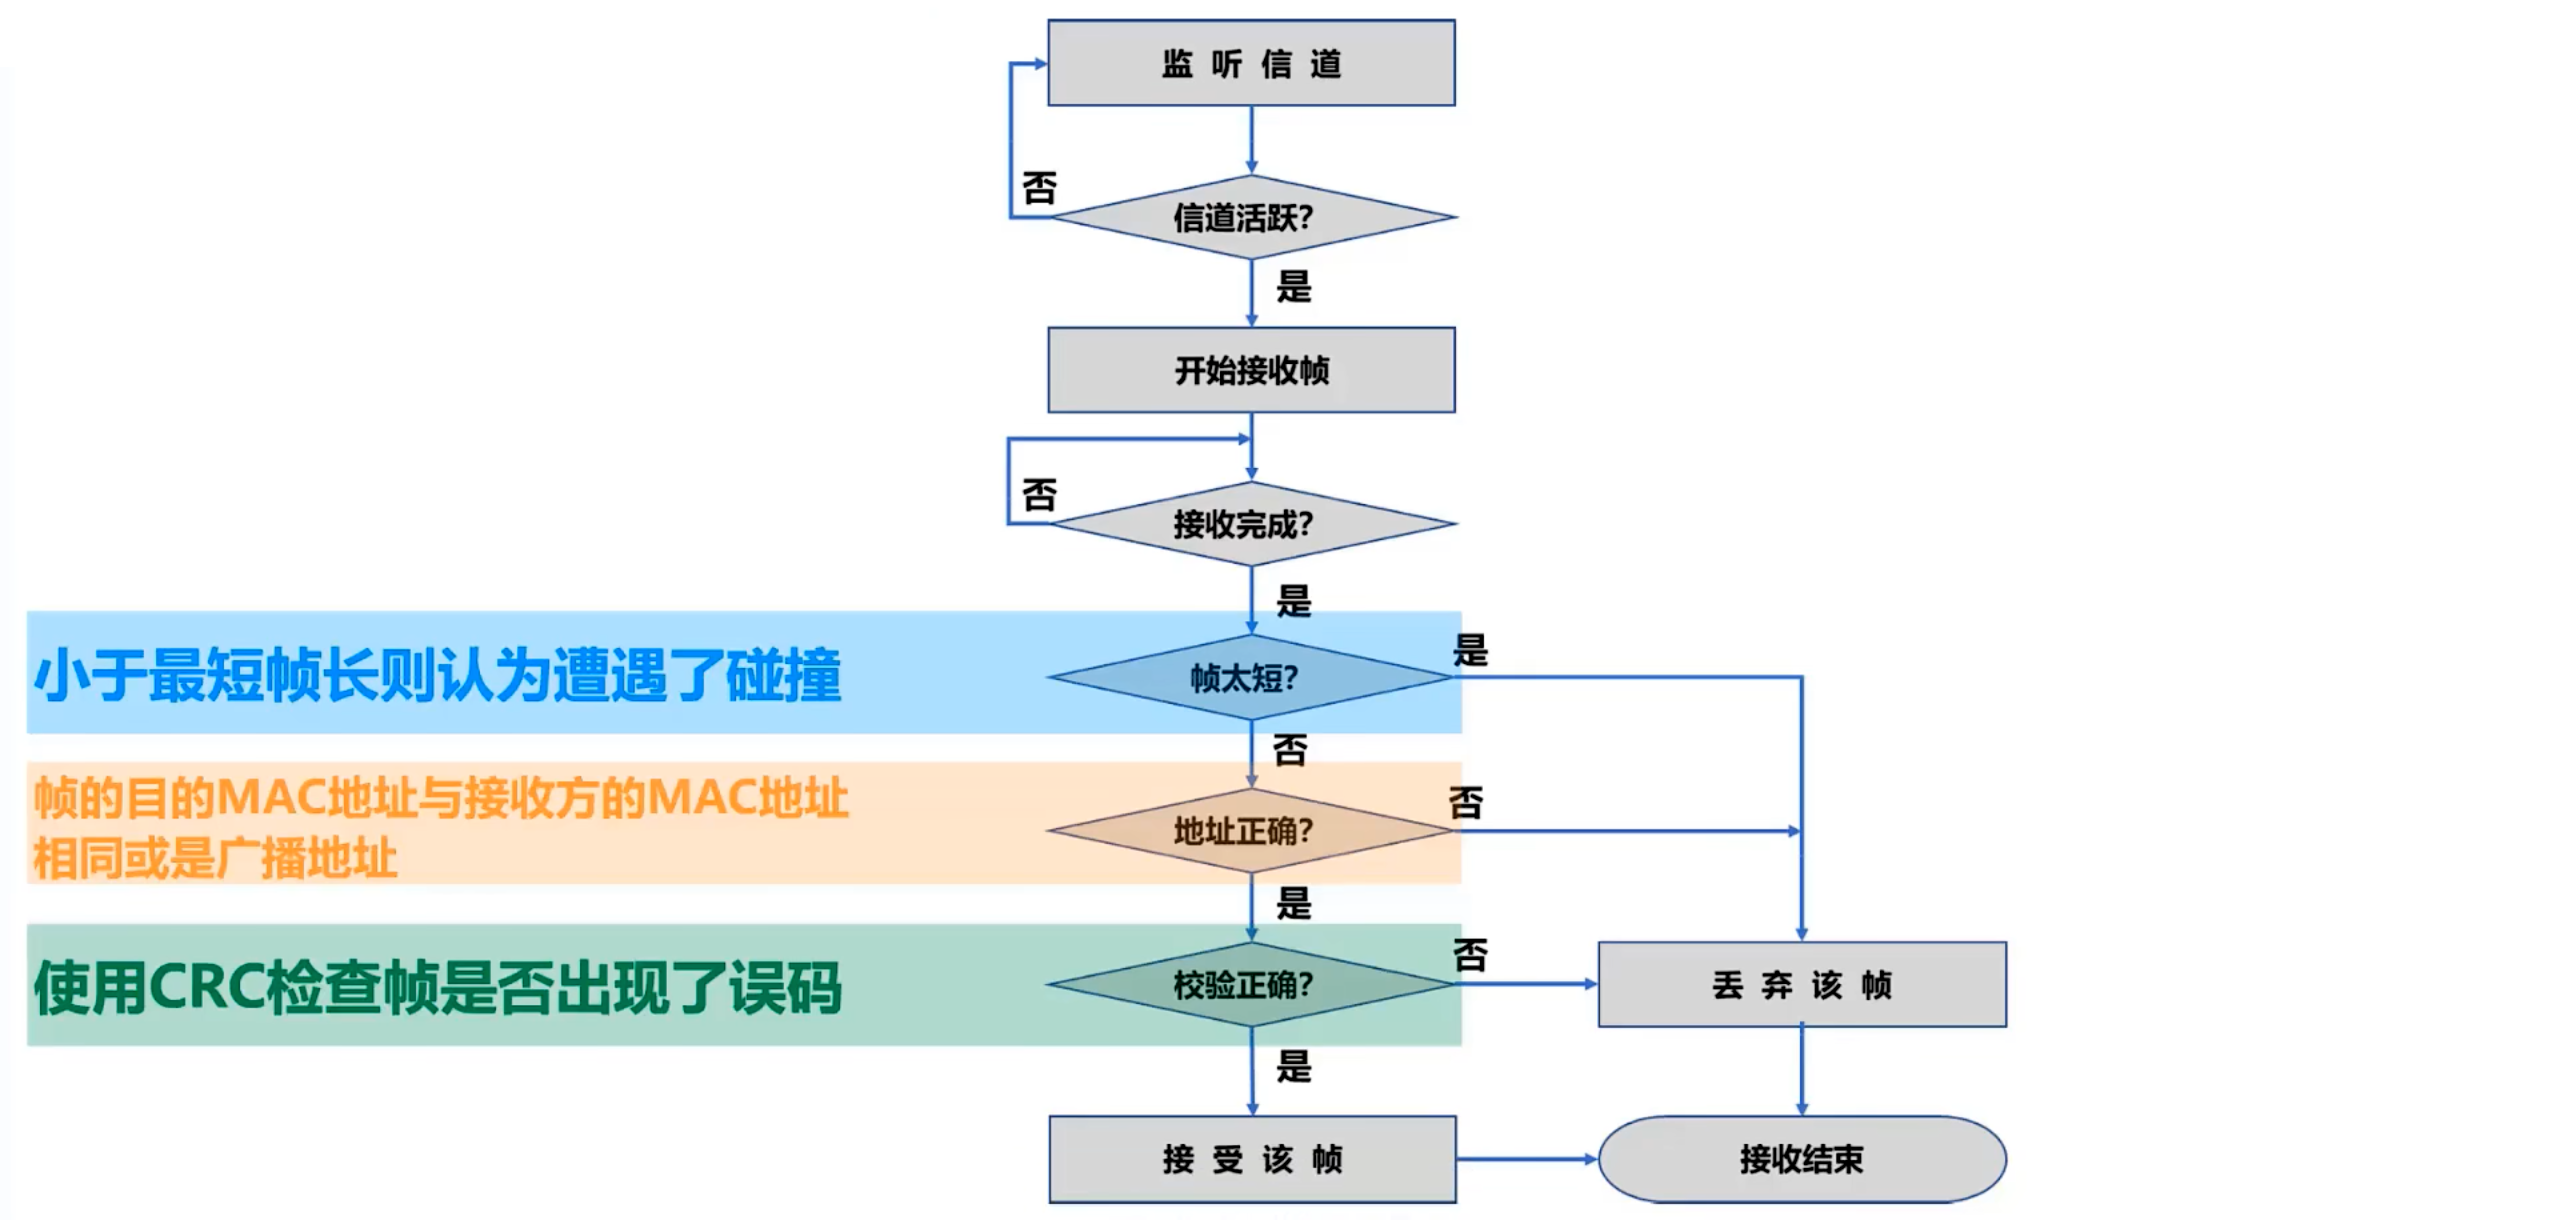 监 听 信 道
否
信道活跃?
是
开始接收帧
否
接收完成?
是
小于最短帧长则认为遭遇了碰撞
帧太短?
是
否
帧的目的MAC地址与接收方的MAC地址
相同或是广播地址
地址正确?
否
是
使用CRC检查帧是否出现了误码
校验正确?
否
丢 弃 该 帧
是
接 受 该 帧
接收结束